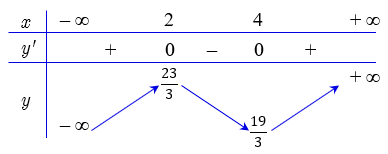 x −∞ 2 4 +∞
y′ + 0 − 0 +
23/3 +∞
y
−∞ 19/3